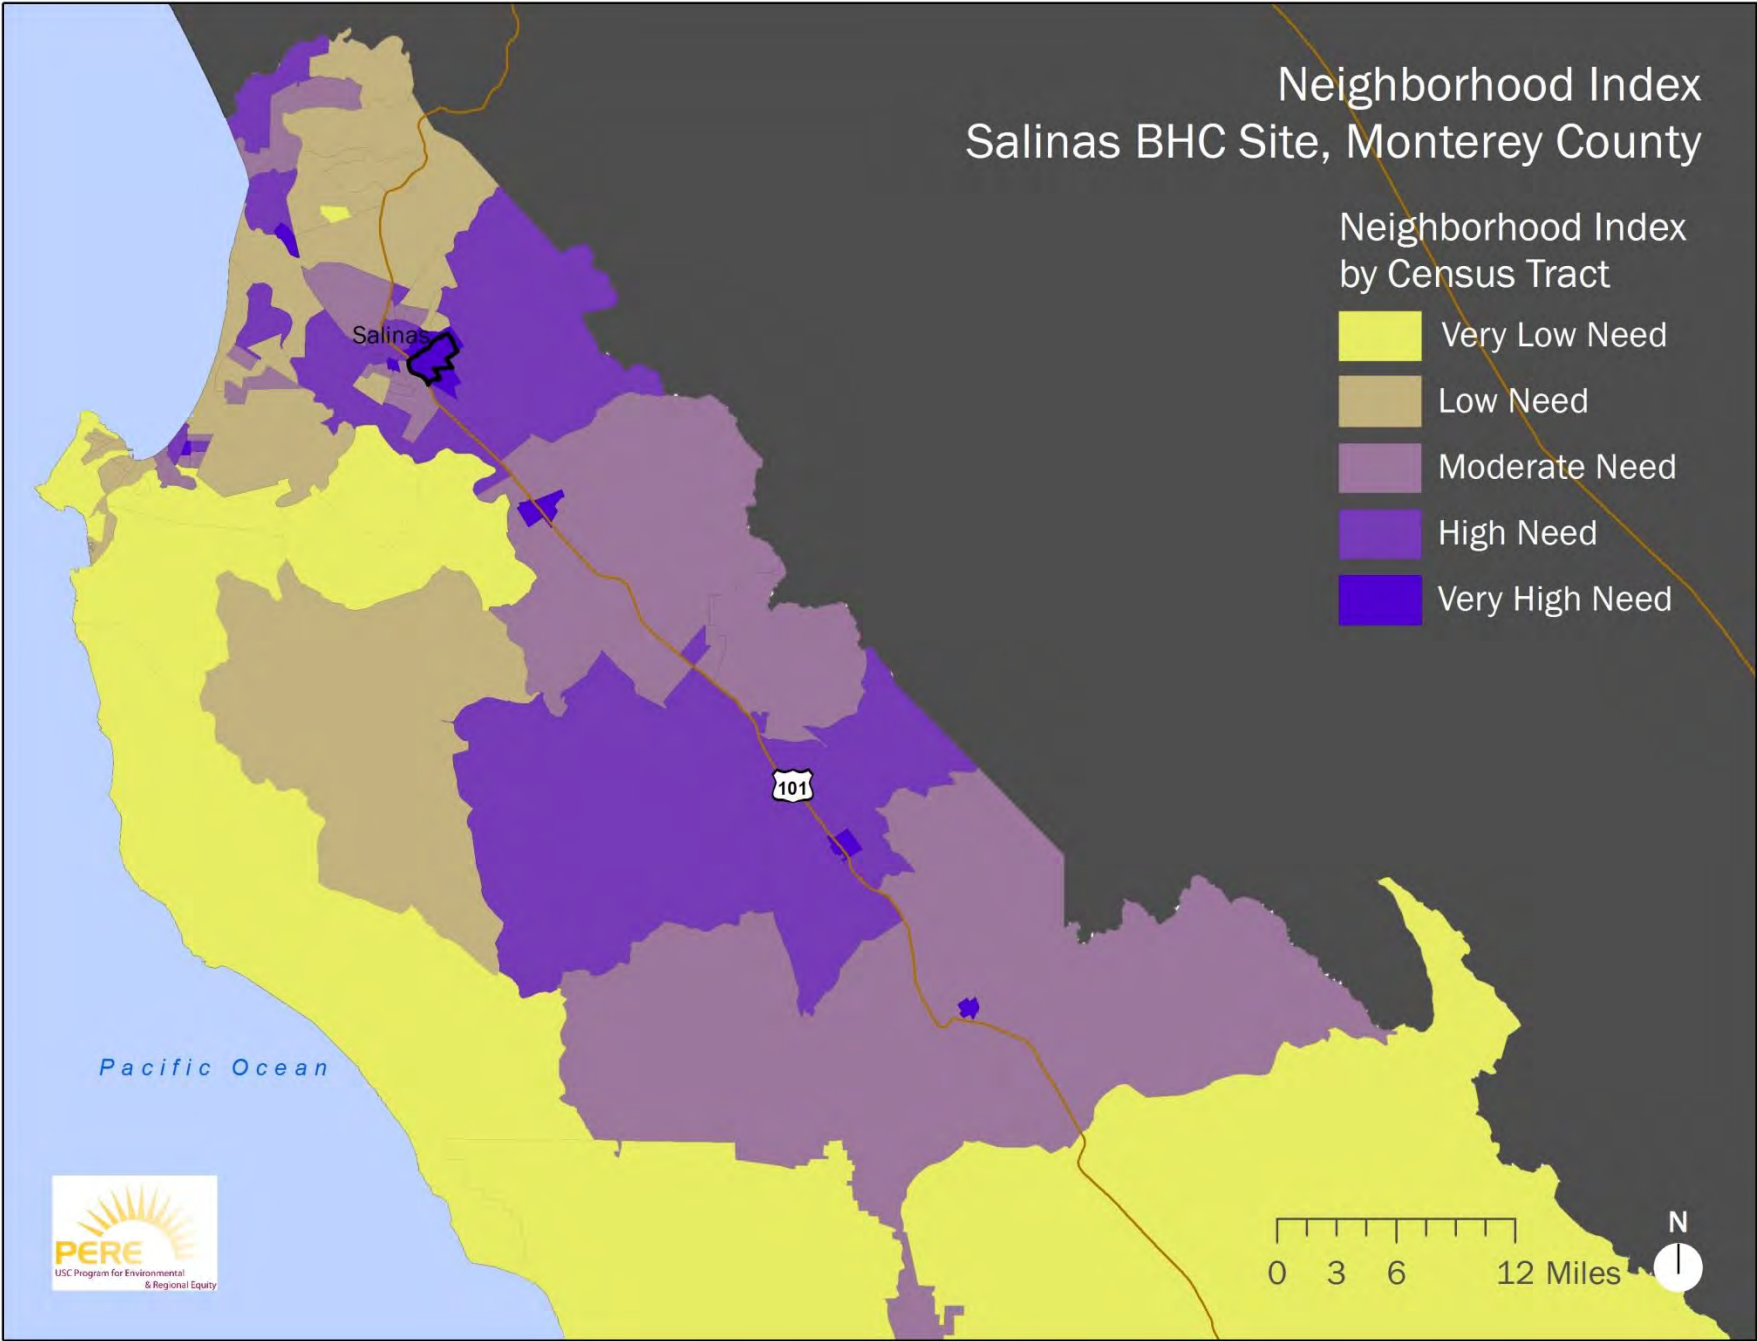 Neighborhood Index
Salinas BHC Site, Monterey County
Neighborhood Index
by Census Tract
Very Low Need
Low Need
Moderate Need
High Need
Very High Need
Salinas
101
Pacific Ocean
PERE
USC Program for Environmental
& Regional Equity
N
0 3 6 12 Miles